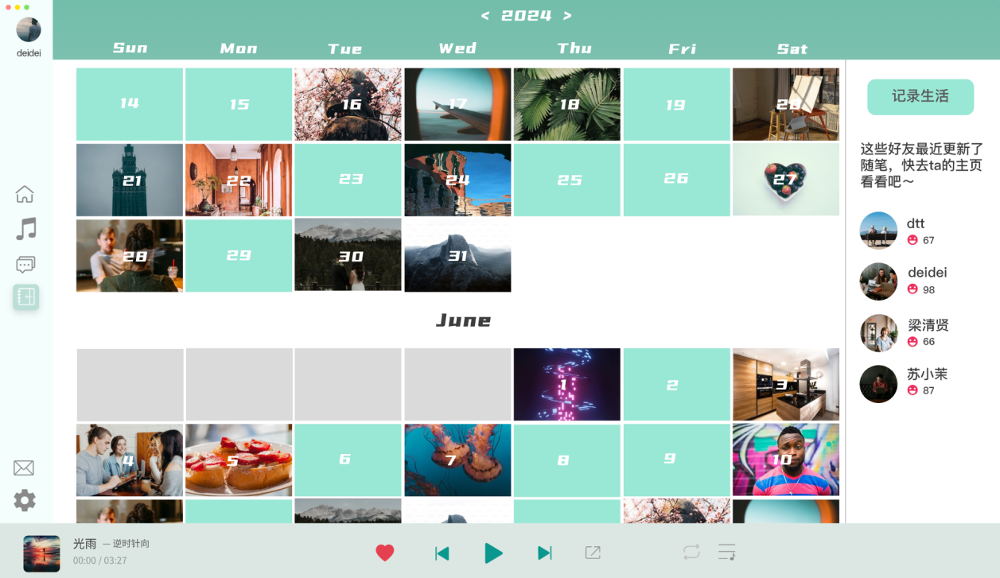 deidei
< 2024 >
Sun Mon Tue Wed Thu Fri Sat
14 15 16 17 18 19 20
21 22 23 24 25 26 27
28 29 30 31
June
1 2 3
4 5 6 7 8 9 10
记录生活
这些好友最近更新了
随笔，快去ta的主页
看看吧～
dtt
67
deidei
98
梁清贤
66
苏小茉
87
光雨 — 逆时针向
00:00 / 03:27